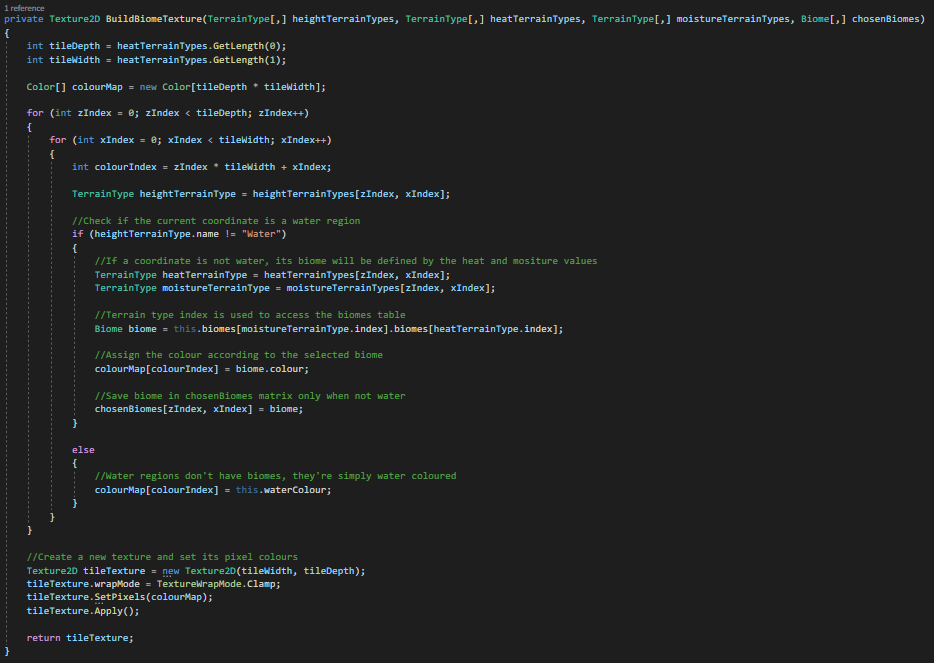 1 reference
private Texture2D BuildBiomeTexture(TerrainType[,] heightTerrainTypes, TerrainType[,] heatTerrainTypes, TerrainType[,] moistureTerrainTypes, Biome[,] chosenBiomes)
{
    int tileDepth = heatTerrainTypes.GetLength(0);
    int tileWidth = heatTerrainTypes.GetLength(1);

    Color[] colourMap = new Color[tileDepth * tileWidth];

    for (int zIndex = 0; zIndex < tileDepth; zIndex++)
    {
        for (int xIndex = 0; xIndex < tileWidth; xIndex++)
        {
            int colourIndex = zIndex * tileWidth + xIndex;

            TerrainType heightTerrainType = heightTerrainTypes[zIndex, xIndex];

            //Check if the current coordinate is a water region
            if (heightTerrainType.name != "Water")
            {
                //If a coordinate is not water, its biome will be defined by the heat and mositure values
                TerrainType heatTerrainType = heatTerrainTypes[zIndex, xIndex];
                TerrainType moistureTerrainType = moistureTerrainTypes[zIndex, xIndex];

                //Terrain type index is used to access the biomes table
                Biome biome = this.biomes[moistureTerrainType.index].biomes[heatTerrainType.index];

                //Assign the colour according to the selected biome
                colourMap[colourIndex] = biome.colour;

                //Save biome in chosenBiomes matrix only when not water
                chosenBiomes[zIndex, xIndex] = biome;
            }

            else
            {
                //Water regions don't have biomes, they're simply water coloured
                colourMap[colourIndex] = this.waterColour;
            }
        }
    }

    //Create a new texture and set its pixel colours
    Texture2D tileTexture = new Texture2D(tileWidth, tileDepth);
    tileTexture.wrapMode = TextureWrapMode.Clamp;
    tileTexture.SetPixels(colourMap);
    tileTexture.Apply();

    return tileTexture;
}